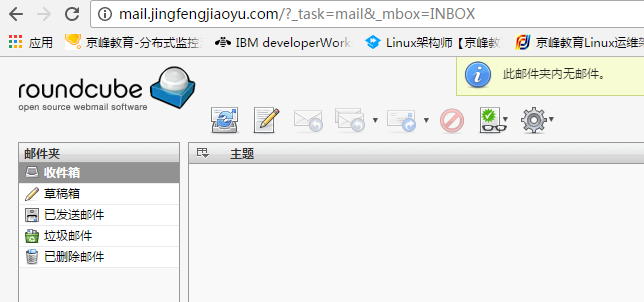 mail.jingfengjiaoyu.com/?_task=mail&_mbox=INBOX
应用 京峰教育-分布式监控 IBM developerWork Linux架构师【京峰 京峰教育Linux运维架
roundcube
open source webmail software
此邮件夹内无邮件。
邮件夹
主题
收件箱
草稿箱
已发送邮件
垃圾邮件
已删除邮件